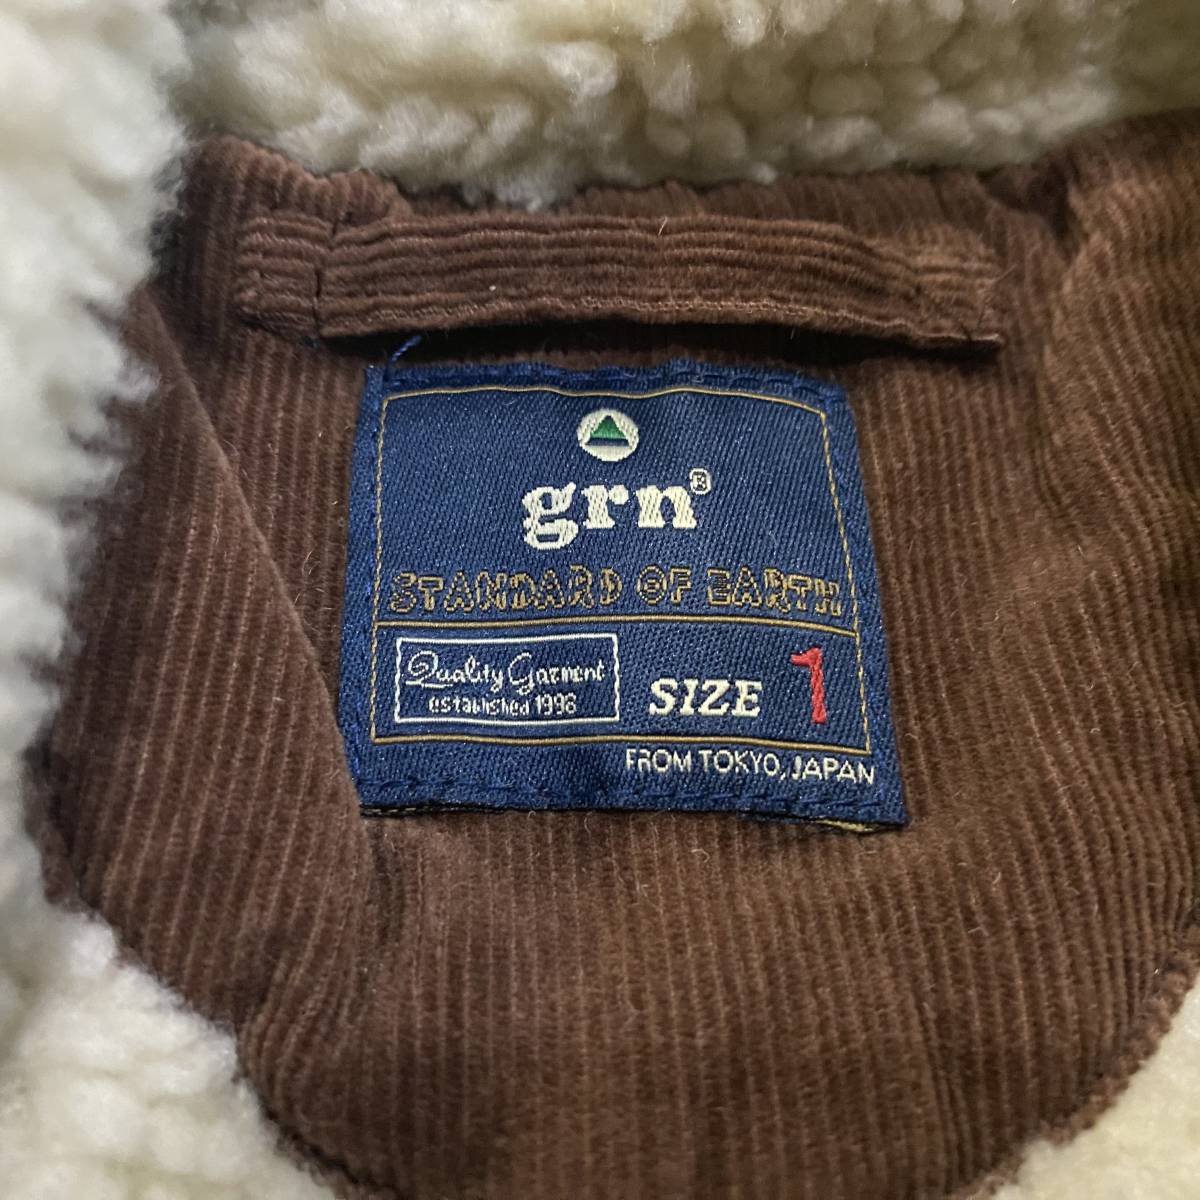 grn®
STANDARD OF EARTH
Quality Garment
established 1998
SIZE 1
FROM TOKYO, JAPAN